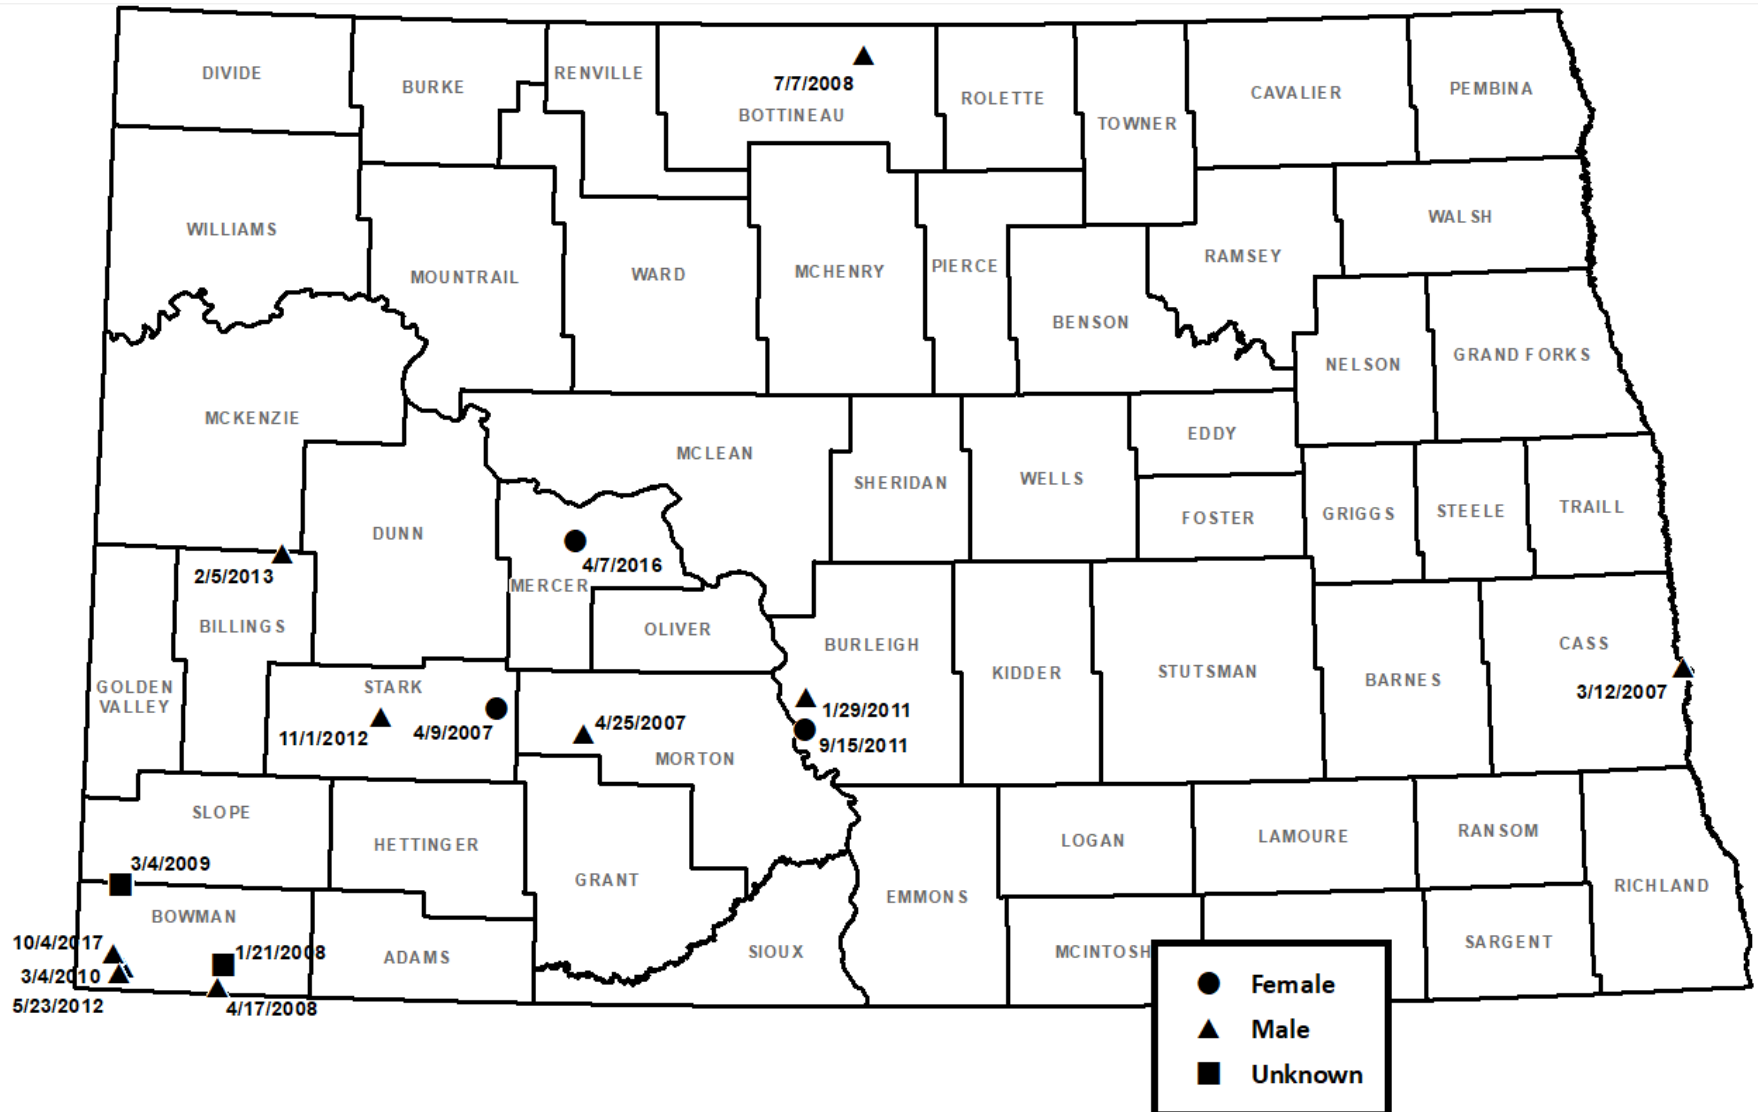 DIVIDE
BURKE
RENVILLE
7/7/2008
BOTTINEAU
ROLETTE
TOWNER
CAVALIER
PEMBINA
WILLIAMS
MOUNTRAIL
WARD
MCHENRY
PIERCE
BENSON
RAMSEY
WALSH
NELSON
GRAND FORKS
MCKENZIE
DUNN
MCLEAN
SHERIDAN
WELLS
EDDY
FOSTER
GRIGGS
STEELE
TRAILL
2/5/2013
BILLINGS
4/7/2016
MERCER
OLIVER
BURLEIGH
KIDDER
STUTSMAN
BARNES
CASS
3/12/2007
GOLDEN
VALLEY
STARK
11/1/2012
4/9/2007
4/25/2007
MORTON
1/29/2011
9/15/2011
SLOPE
HETTINGER
GRANT
LOGAN
LAMOURE
RANSOM
RICHLAND
3/4/2009
BOWMAN
10/4/2017
3/4/2010
5/23/2012
1/21/2008
4/17/2008
ADAMS
SIOUX
EMMONS
MCINTOSH
SARGENT
Female
Male
Unknown